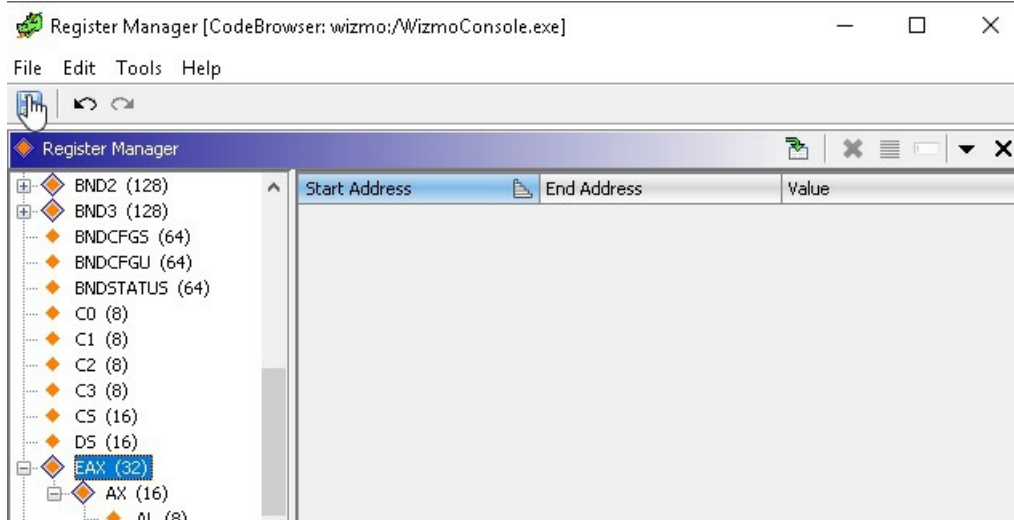 Register Manager [CodeBrowser: wizmo:/WizmoConsole.exe]
File Edit Tools Help
Register Manager
Start Address End Address Value
BND2 (128)
BND3 (128)
BNDCFGS (64)
BNDCFGU (64)
BNDSTATUS (64)
C0 (8)
C1 (8)
C2 (8)
C3 (8)
CS (16)
DS (16)
EAX (32)
AX (16)
AL (8)